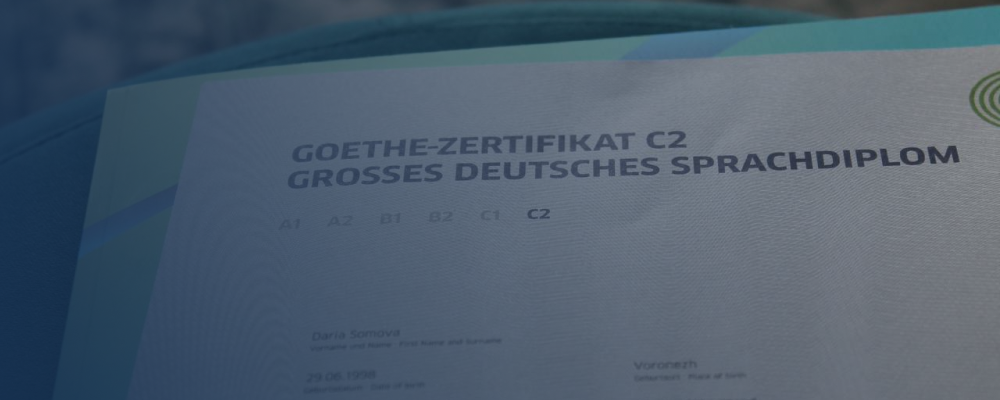 GOETHE-ZERTIFIKAT C2
GROSSES DEUTSCHES SPRACHDIPLOM
A1 A2 B1 B2 C1 C2
Daria Somova
Vorname und Name · First Name and Surname
29.06.1998
Voronezh
Geburtsdatum · Date of Birth
Geburtsort · Place of Birth